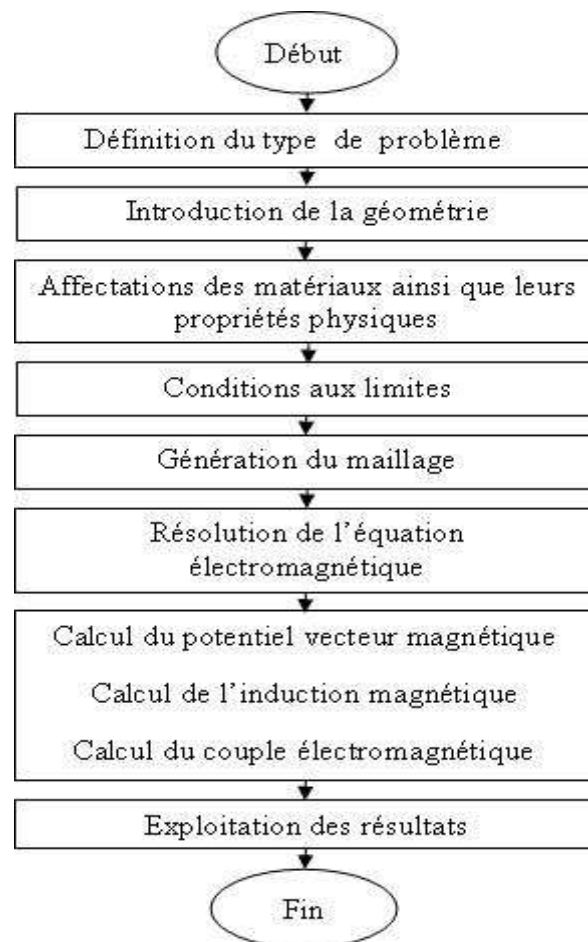 Début
Définition du type de problème
Introduction de la géométrie
Affectations des matériaux ainsi que leurs
propriétés physiques
Conditions aux limites
Génération du maillage
Résolution de l'équation
électromagnétique
Calcul du potentiel vecteur magnétique
Calcul de l'induction magnétique
Calcul du couple électromagnétique
Exploitation des résultats
Fin